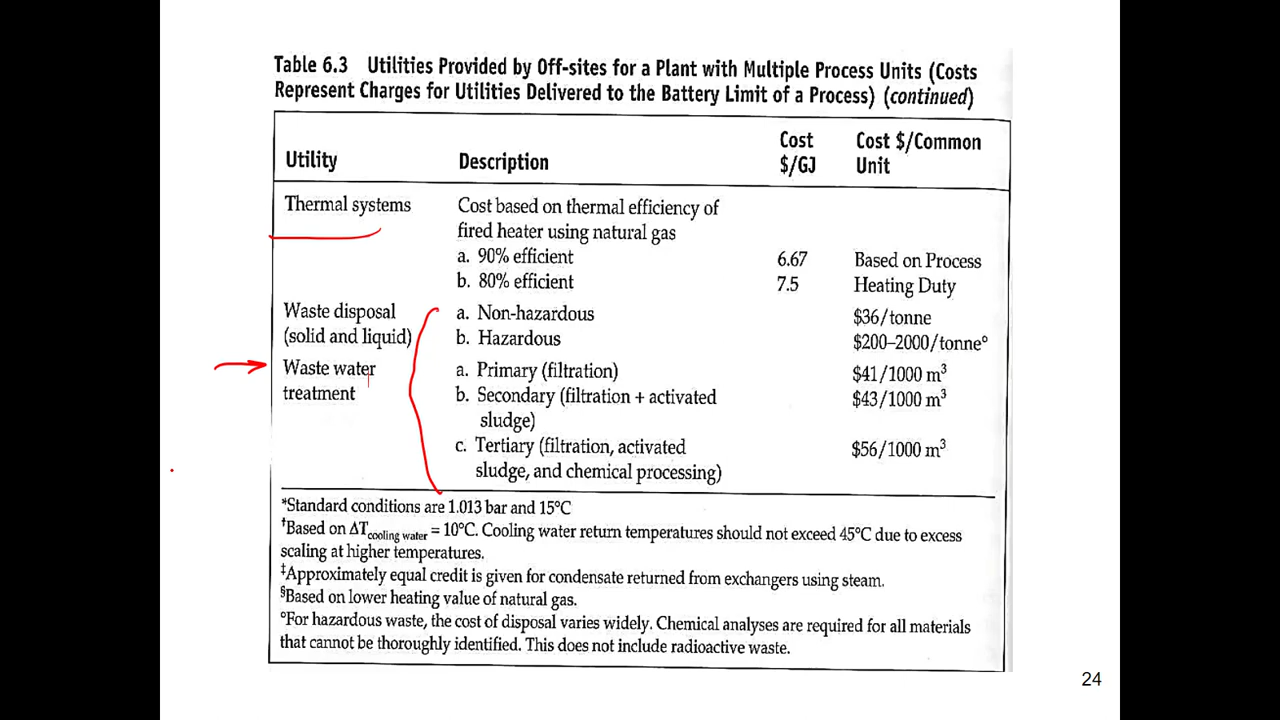 Table 6.3 Utilities Provided by Off-sites for a Plant with Multiple Process Units (Costs
Represent Charges for Utilities Delivered to the Battery Limit of a Process) (continued)
Utility Description Cost $/GJ Cost $/Common Unit
Thermal systems Cost based on thermal efficiency of
fired heater using natural gas
a. 90% efficient 6.67 Based on Process
b. 80% efficient 7.5 Heating Duty
Waste disposal a. Non-hazardous $36/tonne
(solid and liquid) b. Hazardous $200–2000/tonne°
Waste water a. Primary (filtration) $41/1000 m³
treatment b. Secondary (filtration + activated $43/1000 m³
sludge)
c. Tertiary (filtration, activated $56/1000 m³
sludge, and chemical processing)
*Standard conditions are 1.013 bar and 15°C
†Based on ΔTcooling water = 10°C. Cooling water return temperatures should not exceed 45°C due to excess
scaling at higher temperatures.
‡Approximately equal credit is given for condensate returned from exchangers using steam.
§Based on lower heating value of natural gas.
°For hazardous waste, the cost of disposal varies widely. Chemical analyses are required for all materials
that cannot be thoroughly identified. This does not include radioactive waste.
24